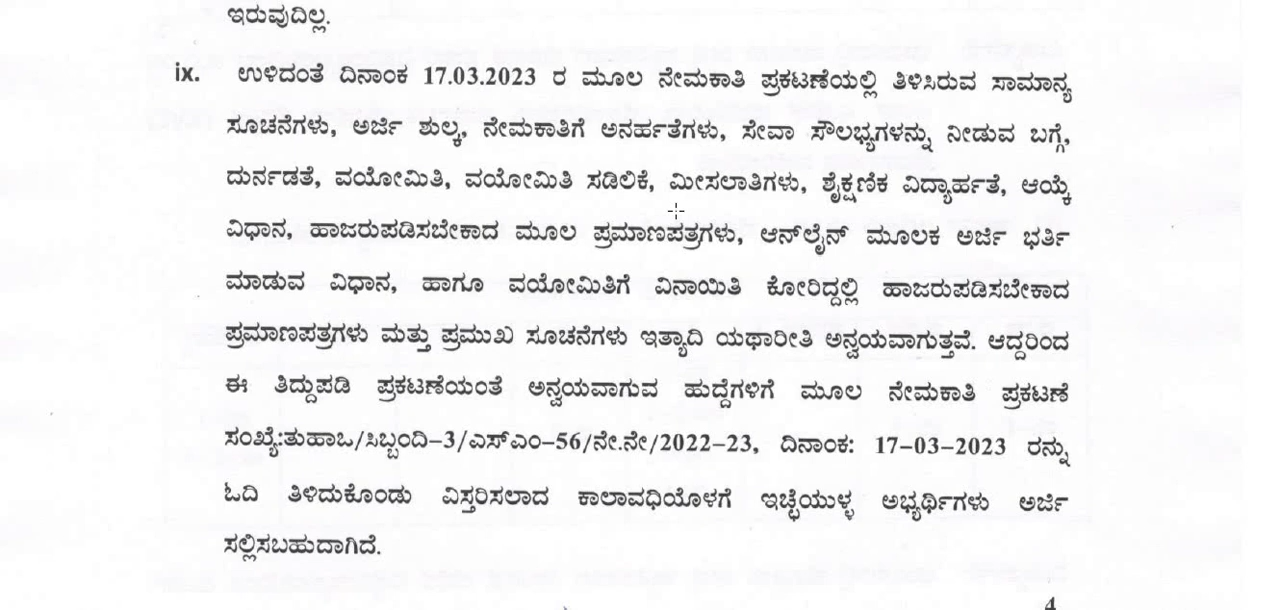 ಇರುವುದಿಲ್ಲ.
ix. ಉಳಿದಂತೆ ದಿನಾಂಕ 17.03.2023 ರ ಮೂಲ ನೇಮಕಾತಿ ಪ್ರಕಟಣೆಯಲ್ಲಿ ತಿಳಿಸಿರುವ ಸಾಮಾನ್ಯ
ಸೂಚನೆಗಳು, ಅರ್ಜಿ ಶುಲ್ಕ, ನೇಮಕಾತಿಗೆ ಅನರ್ಹತೆಗಳು, ಸೇವಾ ಸೌಲಭ್ಯಗಳನ್ನು ನೀಡುವ ಬಗ್ಗೆ,
ದುರ್ನಡತೆ, ವಯೋಮಿತಿ, ವಯೋಮಿತಿ ಸಡಿಲಿಕೆ, ಮೀಸಲಾತಿಗಳು, ಶೈಕ್ಷಣಿಕ ವಿದ್ಯಾರ್ಹತೆ, ಆಯ್ಕೆ
ವಿಧಾನ, ಹಾಜರುಪಡಿಸಬೇಕಾದ ಮೂಲ ಪ್ರಮಾಣಪತ್ರಗಳು, ಆನ್‌ಲೈನ್ ಮೂಲಕ ಅರ್ಜಿ ಭರ್ತಿ
ಮಾಡುವ ವಿಧಾನ, ಹಾಗೂ ವಯೋಮಿತಿಗೆ ವಿನಾಯಿತಿ ಕೋರಿದ್ದಲ್ಲಿ ಹಾಜರುಪಡಿಸಬೇಕಾದ
ಪ್ರಮಾಣಪತ್ರಗಳು ಮತ್ತು ಪ್ರಮುಖ ಸೂಚನೆಗಳು ಇತ್ಯಾದಿ ಯಥಾರೀತಿ ಅನ್ವಯವಾಗುತ್ತವೆ. ಆದ್ದರಿಂದ
ಈ ತಿದ್ದುಪಡಿ ಪ್ರಕಟಣೆಯಂತೆ ಅನ್ವಯವಾಗುವ ಹುದ್ದೆಗಳಿಗೆ ಮೂಲ ನೇಮಕಾತಿ ಪ್ರಕಟಣೆ
ಸಂಖ್ಯೆ:ತುಹಾಒ/ಸಿಬ್ಬಂದಿ–3/ಎಸ್‌ಎಂ–56/ನೇ.ನೇ/2022–23, ದಿನಾಂಕ: 17–03–2023 ರನ್ನು
ಓದಿ ತಿಳಿದುಕೊಂಡು ವಿಸ್ತರಿಸಲಾದ ಕಾಲಾವಧಿಯೊಳಗೆ ಇಚ್ಛೆಯುಳ್ಳ ಅಭ್ಯರ್ಥಿಗಳು ಅರ್ಜಿ
ಸಲ್ಲಿಸಬಹುದಾಗಿದೆ.
4